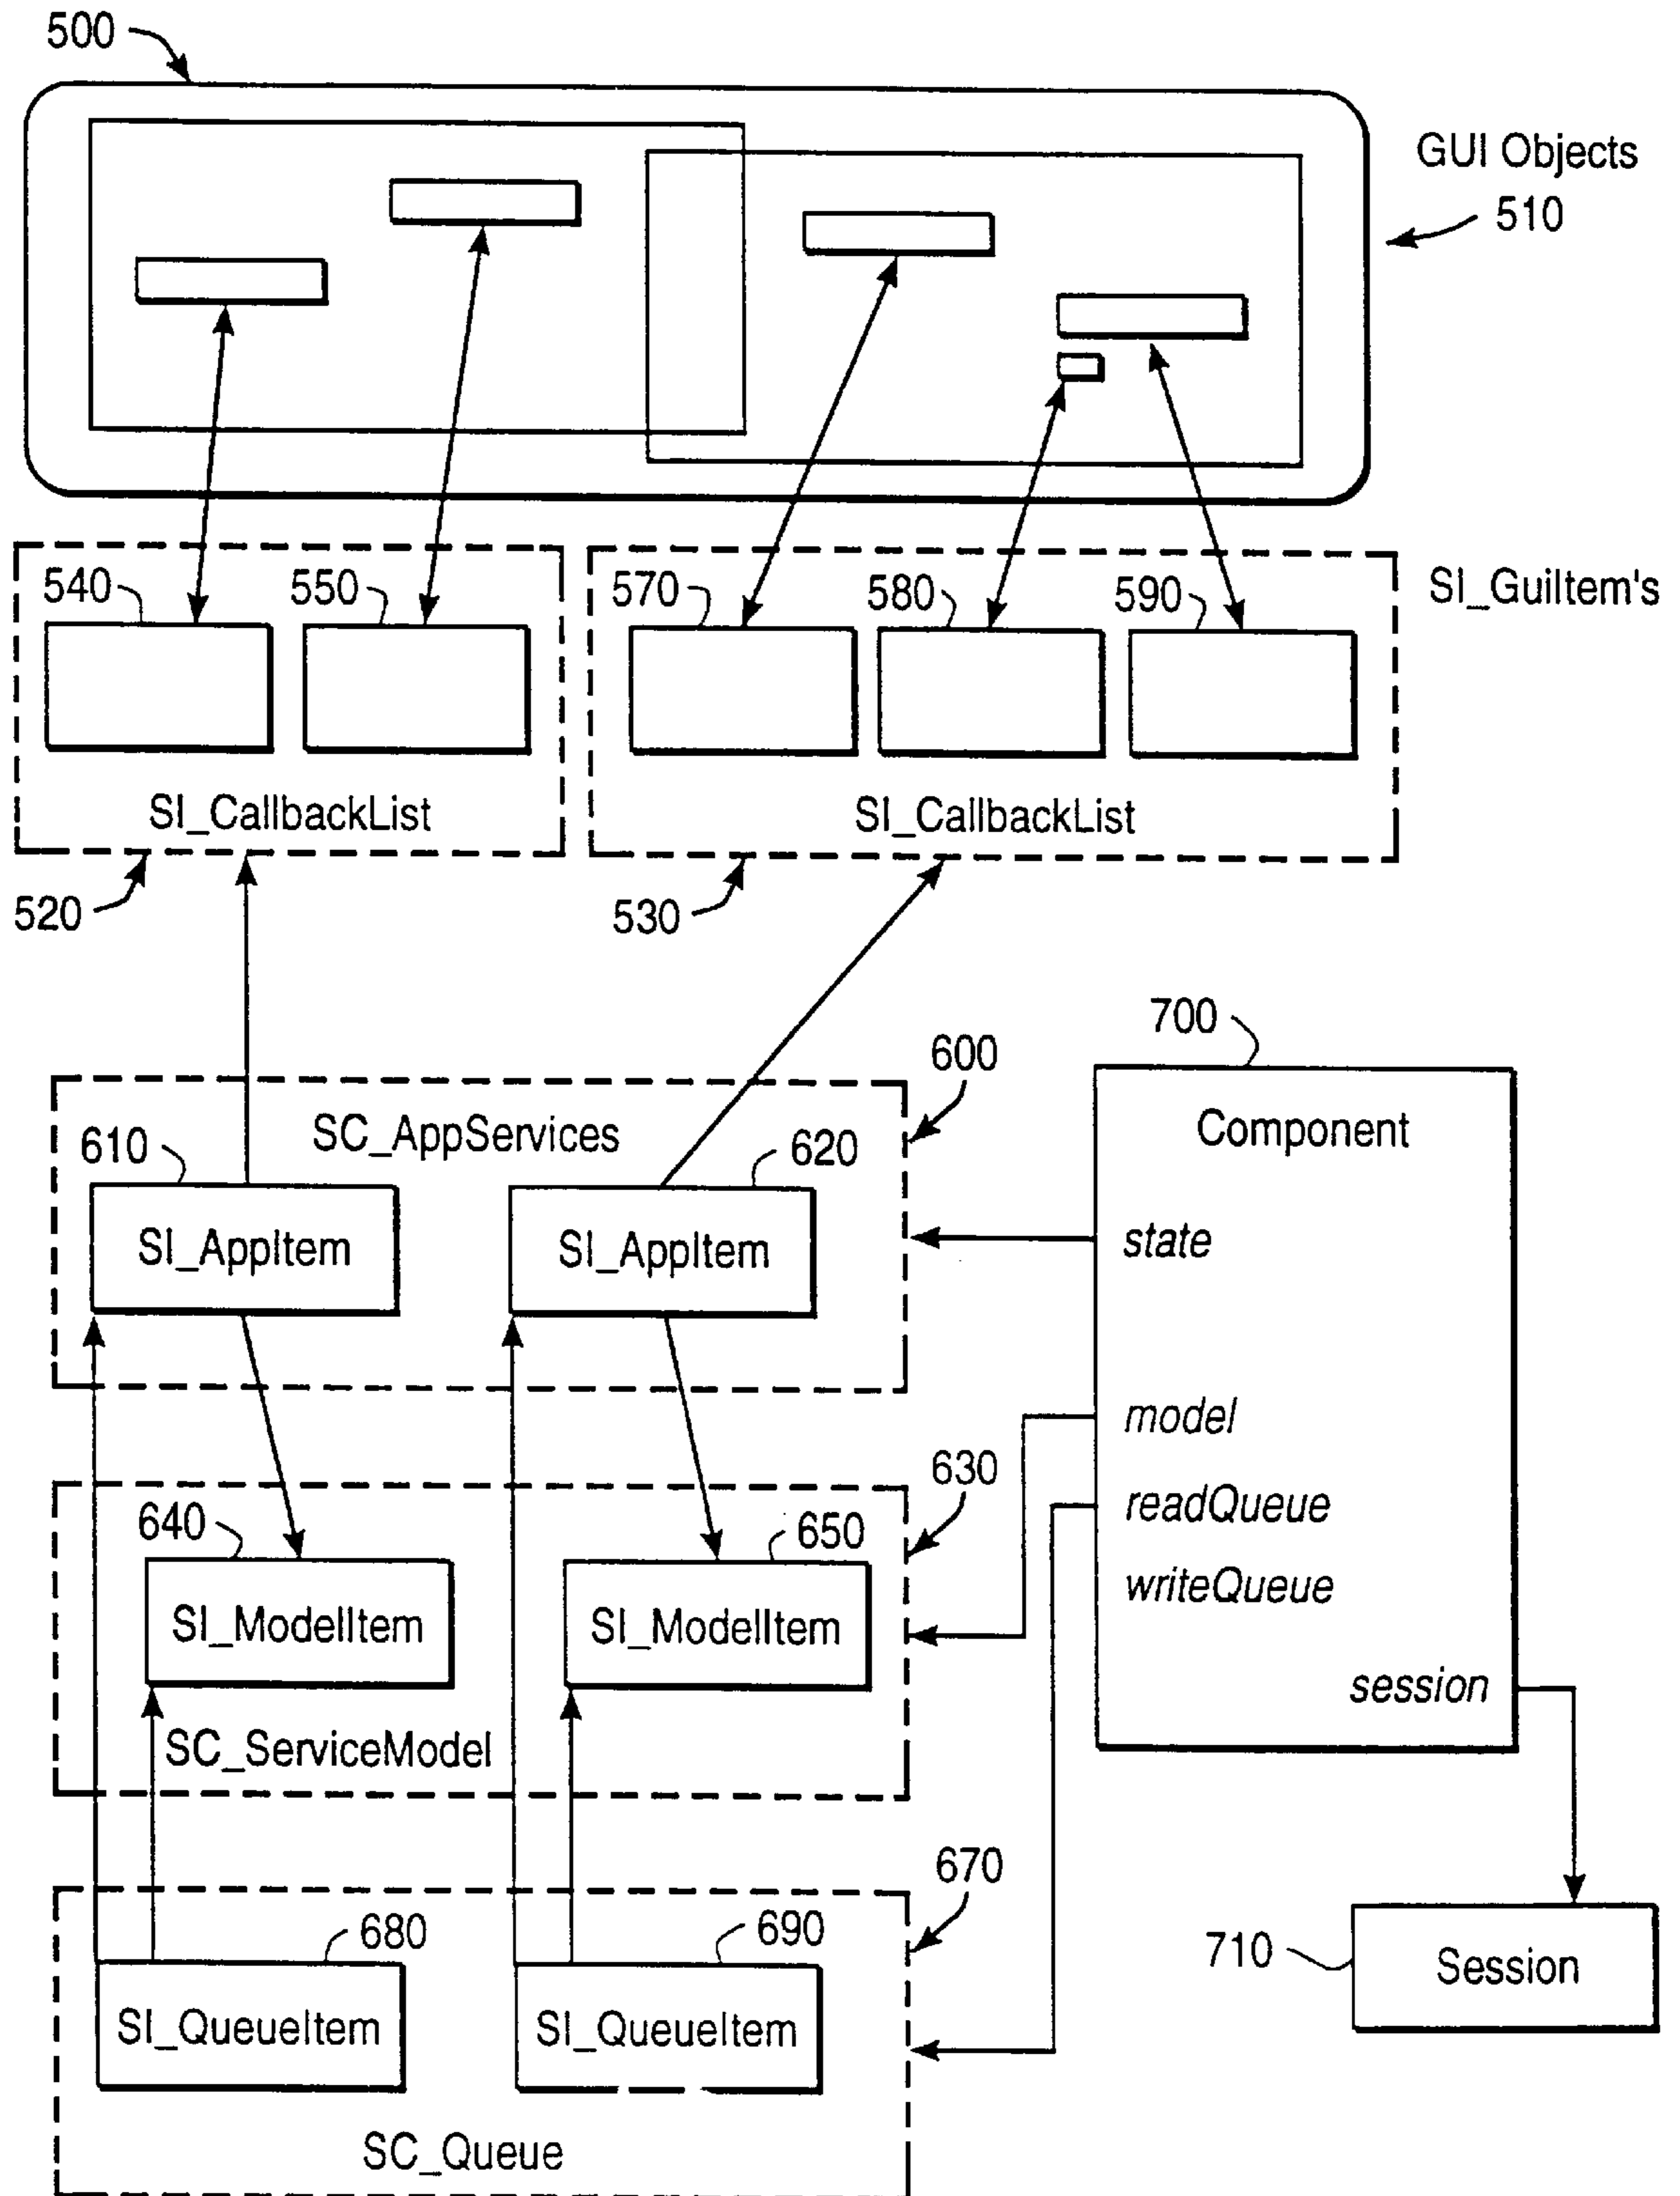 500
GUI Objects
510
540
550
570
580
590
SI_GuiItem's
SI_CallbackList
SI_CallbackList
520
530
700
600
SC_AppServices
Component
610
620
SI_AppItem
SI_AppItem
state
model
630
readQueue
640
650
writeQueue
SI_ModelItem
SI_ModelItem
session
SC_ServiceModel
670
680
690
710
Session
SI_QueueItem
SI_QueueItem
SC_Queue